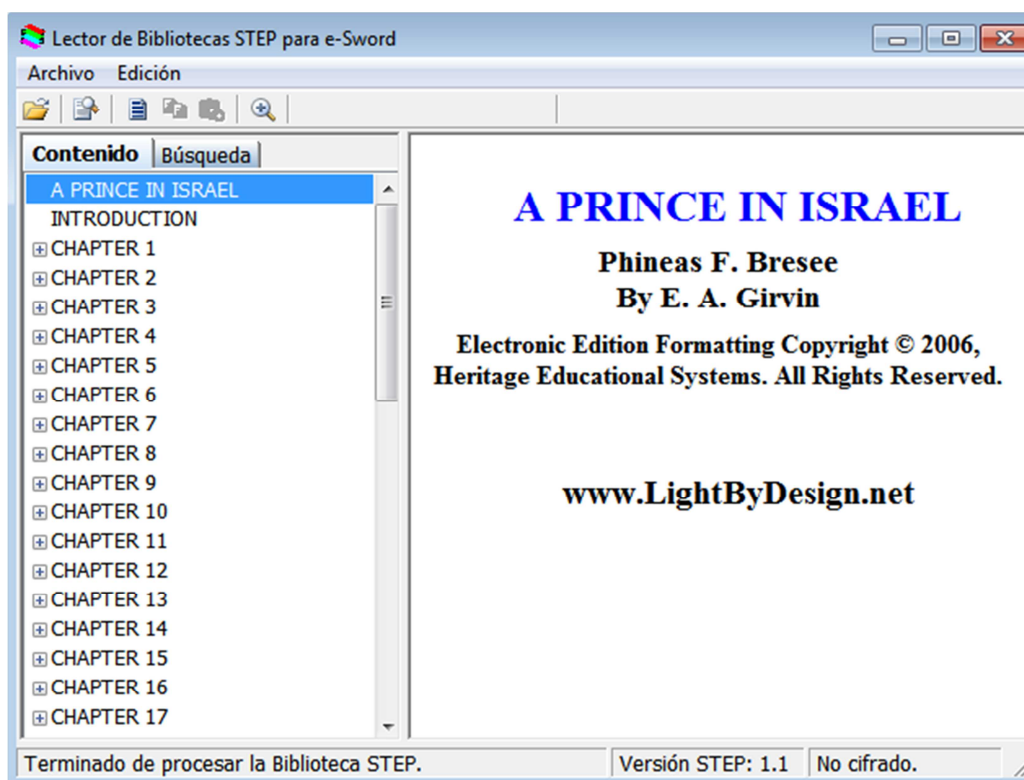 Lector de Bibliotecas STEP para e-Sword
Archivo Edición
Contenido Búsqueda
A PRINCE IN ISRAEL
INTRODUCTION
CHAPTER 1
CHAPTER 2
CHAPTER 3
CHAPTER 4
CHAPTER 5
CHAPTER 6
CHAPTER 7
CHAPTER 8
CHAPTER 9
CHAPTER 10
CHAPTER 11
CHAPTER 12
CHAPTER 13
CHAPTER 14
CHAPTER 15
CHAPTER 16
CHAPTER 17
A PRINCE IN ISRAEL
Phineas F. Bresee
By E. A. Girvin
Electronic Edition Formatting Copyright © 2006,
Heritage Educational Systems. All Rights Reserved.
www.LightByDesign.net
Terminado de procesar la Biblioteca STEP. Versión STEP: 1.1 No cifrado.